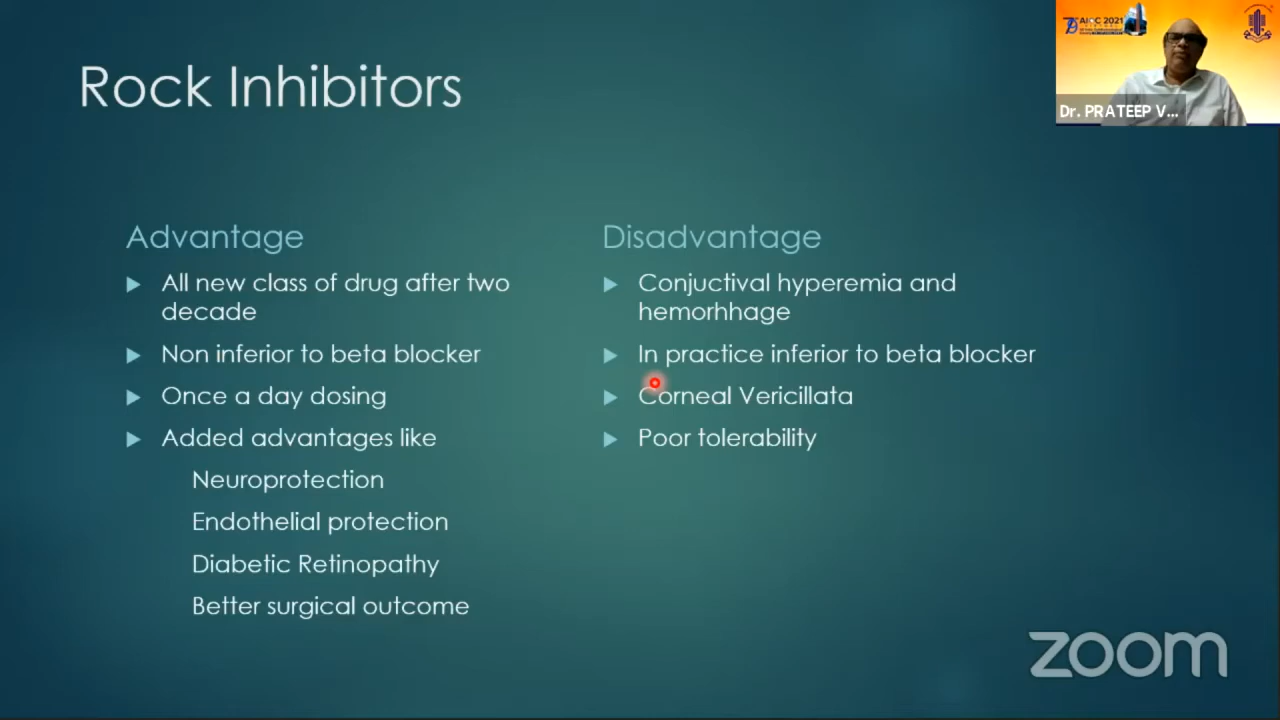 Rock Inhibitors
AIOC 2021
Dr. PRATEEP V...
Advantage
All new class of drug after two
decade
Non inferior to beta blocker
Once a day dosing
Added advantages like
Neuroprotection
Endothelial protection
Diabetic Retinopathy
Better surgical outcome
Disadvantage
Conjuctival hyperemia and
hemorhhage
In practice inferior to beta blocker
Corneal Vericillata
Poor tolerability
zoom